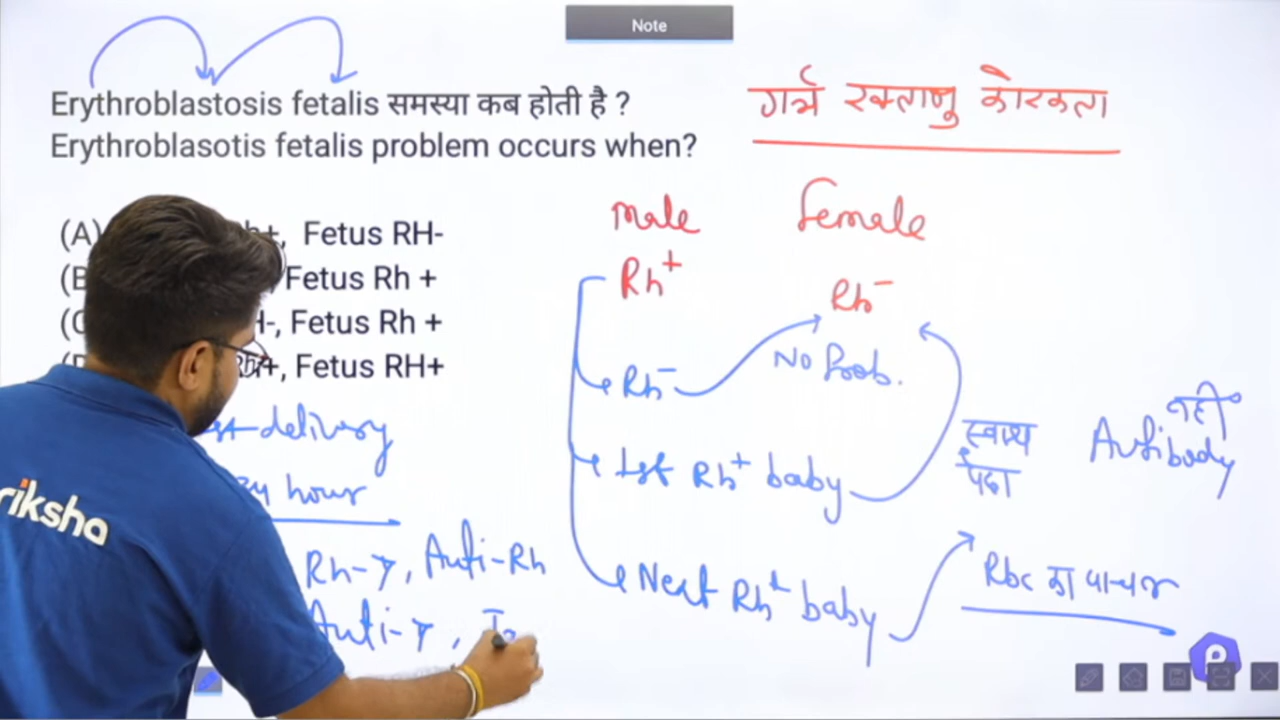 Note
Erythroblastosis fetalis समस्या कब होती है ?
Erythroblasotis fetalis problem occurs when?
(A) Fetus RH-
Fetus Rh +
Fetus Rh +
Fetus RH+
गर्भ रक्ताणु कोरकता
male female
Rh+ Rh-
Rh- No Prob.
1st Rh+ baby
स्वस्थ पैदा
नही
Antibody
Next Rh+ baby
Rbc का पाचन
delivery
24 hour
Rh-γ, Anti-Rh
Anti-γ,
riksha